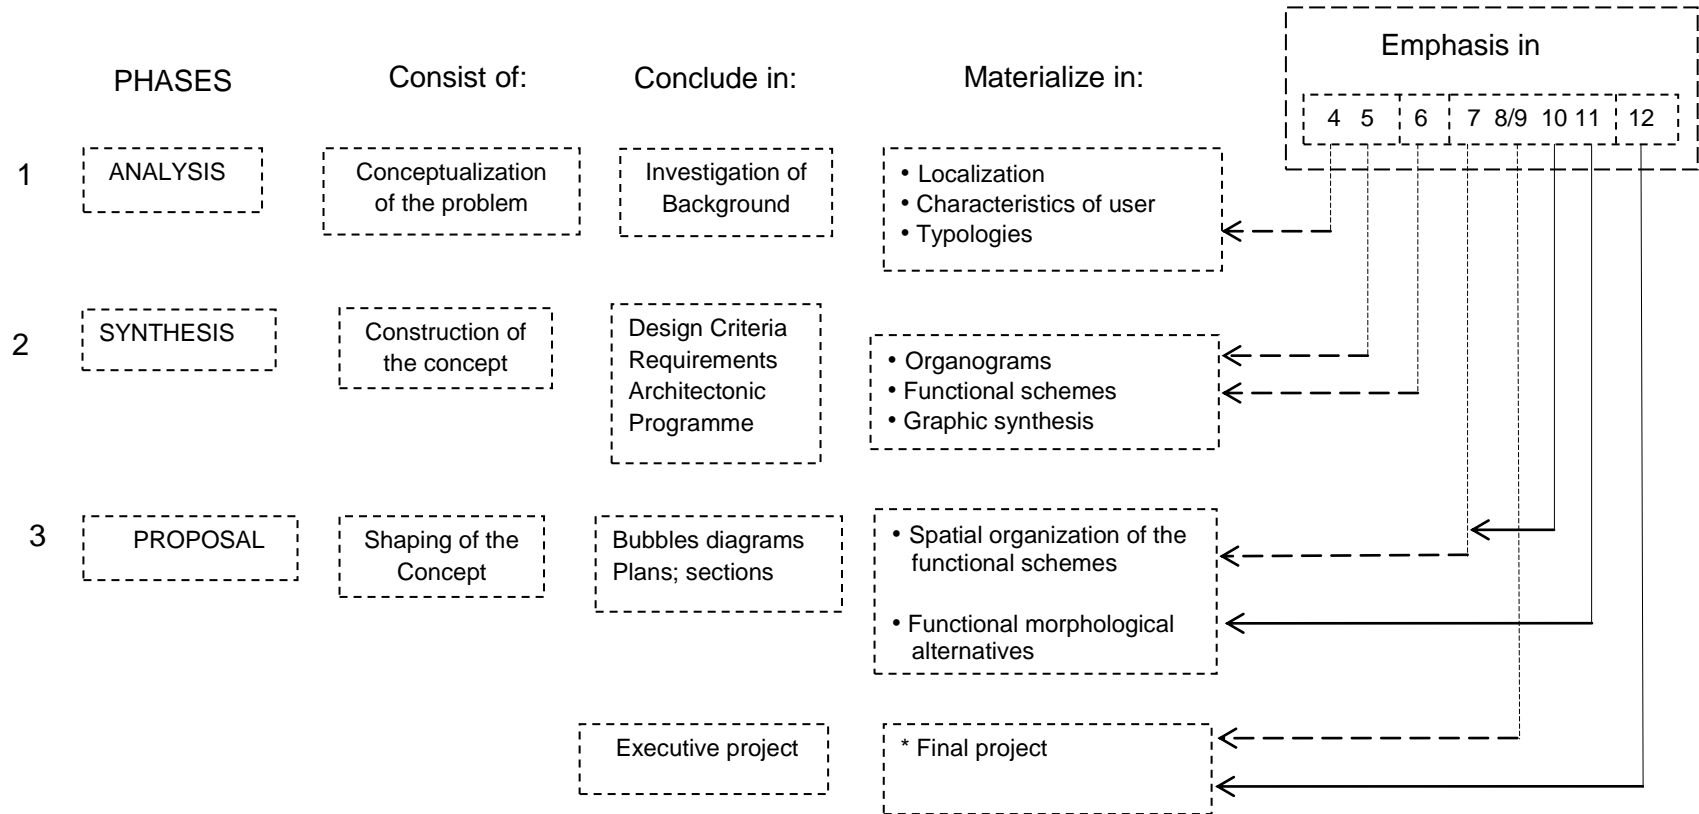 Emphasis in
PHASES
Consist of:
Conclude in:
Materialize in:
4 5 6 7 8/9 10 11 12
1
ANALYSIS
Conceptualization
of the problem
Investigation of
Background
• Localization
• Characteristics of user
• Typologies
2
SYNTHESIS
Construction of
the concept
Design Criteria
Requirements
Architectonic
Programme
• Organograms
• Functional schemes
• Graphic synthesis
3
PROPOSAL
Shaping of the
Concept
Bubbles diagrams
Plans; sections
• Spatial organization of the
functional schemes
• Functional morphological
alternatives
Executive project
* Final project